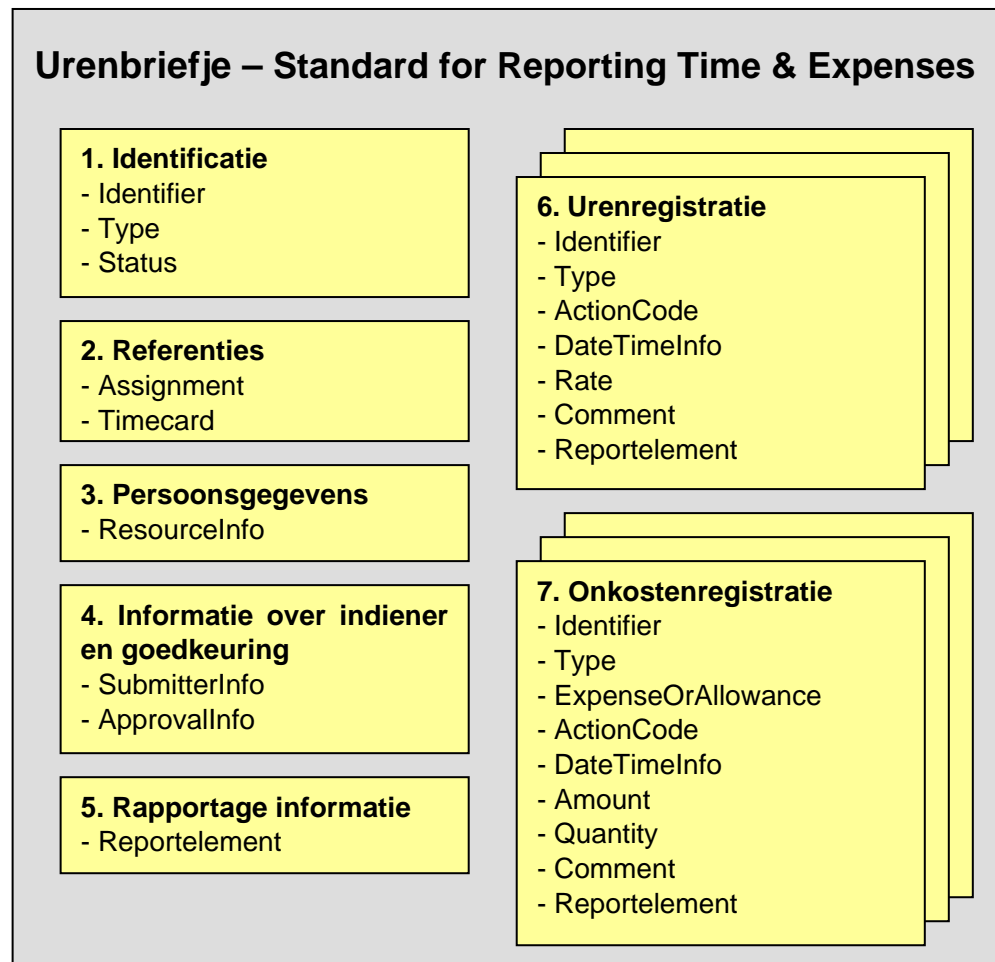 Urenbriefje – Standard for Reporting Time & Expenses
1. Identificatie
- Identifier
- Type
- Status
2. Referenties
- Assignment
- Timecard
3. Persoonsgegevens
- ResourceInfo
4. Informatie over indiener
en goedkeuring
- SubmitterInfo
- ApprovalInfo
5. Rapportage informatie
- Reportelement
6. Urenregistratie
- Identifier
- Type
- ActionCode
- DateTimeInfo
- Rate
- Comment
- Reportelement
7. Onkostenregistratie
- Identifier
- Type
- ExpenseOrAllowance
- ActionCode
- DateTimeInfo
- Amount
- Quantity
- Comment
- Reportelement